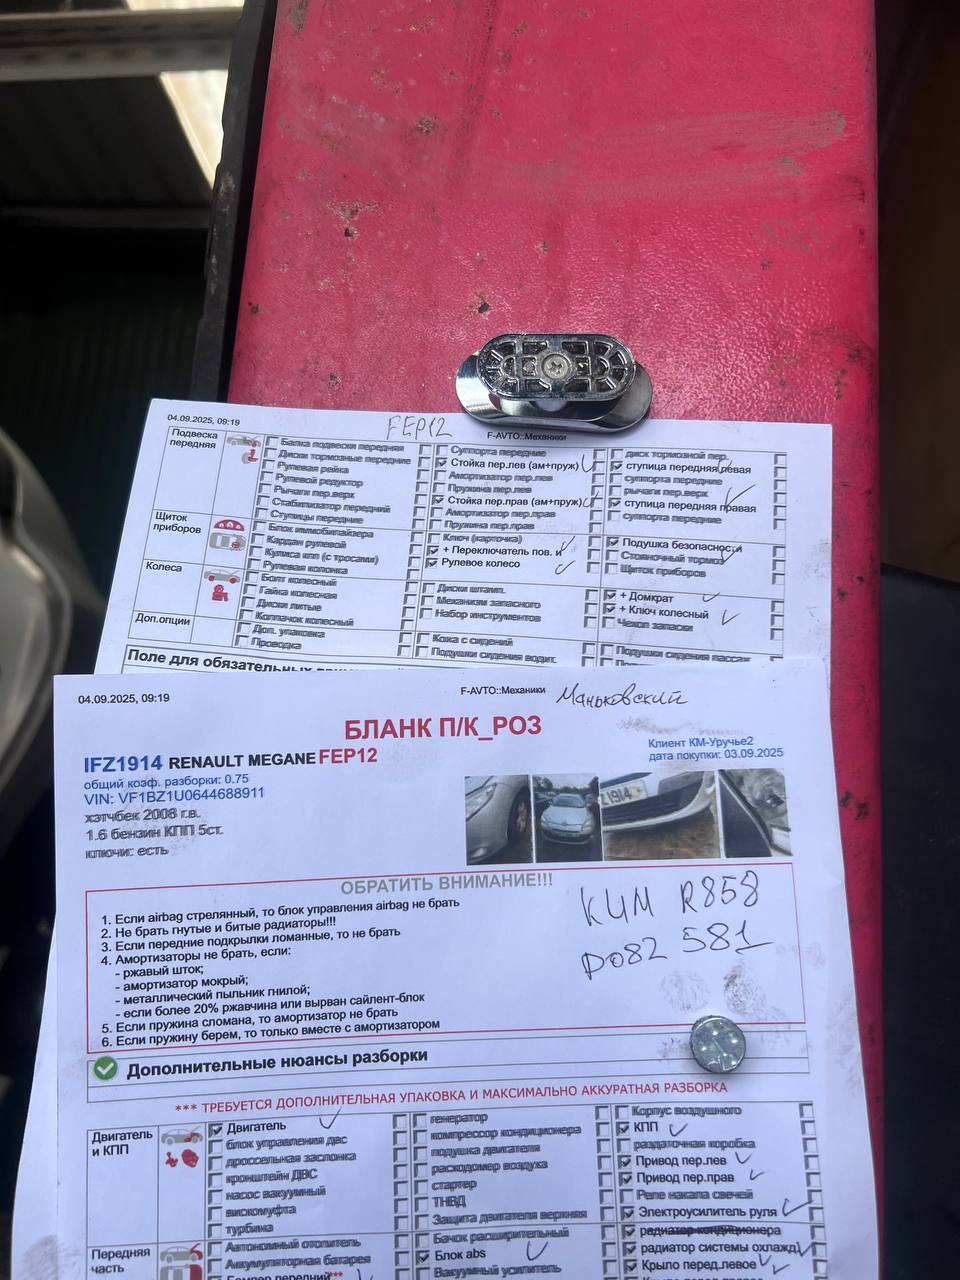 04.09.2025, 09:19
FEP12
F-AVTO::Механики
Подвеска передняя
Балка подвески передняя
Диски тормозные передние
Рулевая рейка
Рулевой редуктор
Рычаги пер.верх
Стабилизатор передний
Ступицы передние
Суппорта передние
Стойка пер.лев (ам+пруж)
Амортизатор пер.лев
Пружина пер.лев
Стойка пер.прав (ам+пруж)
Амортизатор пер.прав
Пружина пер.прав
диск тормозной пер.
ступица передняя левая
суппорта передние
рычаги пер.верх
ступица передняя правая
суппорта передние
Щиток приборов
Блок иммобилайзера
Кардан рулевой
Кулиса кпп (с тросами)
Рулевая колонка
Ключ (карточка)
+ Переключатель пов. и
Рулевое колесо
Подушка безопасности
Стояночный тормоз
Щиток приборов
Колеса
Болт колесный
Гайка колесная
Диски литые
Колпачок колесный
Диски штамп.
Механизм запасного
Набор инструментов
+ Домкрат
+ Ключ колесный
Чехол запаски
Доп.опции
Доп. упаковка
Проводка
Кожа с сидений
Подушки сидения водит.
Подушки сидения пассаж.
Поле для обязательных
04.09.2025, 09:19
F-AVTO::Механики
Маньковский
БЛАНК П/К_РОЗ
IFZ1914 RENAULT MEGANE FEP12
Клиент КМ-Уручье2
дата покупки: 03.09.2025
общий коэф. разборки: 0.75
VIN: VF1BZ1U0644688911
хэтчбек 2008 г.в.
1.6 бензин КПП 5ст.
ключи: есть
ОБРАТИТЬ ВНИМАНИЕ!!!
1. Если airbag стрелянный, то блок управления airbag не брать
2. Не брать гнутые и битые радиаторы!!!
3. Если передние подкрылки ломанные, то не брать
4. Амортизаторы не брать, если:
- ржавый шток;
- амортизатор мокрый;
- металлический пыльник гнилой;
- если более 20% ржавчина или вырван сайлент-блок
5. Если пружина сломана, то амортизатор не брать
6. Если пружину берем, то только вместе с амортизатором
K4M R858
D082 581
Дополнительные нюансы разборки
*** ТРЕБУЕТСЯ ДОПОЛНИТЕЛЬНАЯ УПАКОВКА И МАКСИМАЛЬНО АККУРАТНАЯ РАЗБОРКА
Двигатель и КПП
Двигатель
блок управления двс
дроссельная заслонка
кронштейн ДВС
насос вакуумный
вискомуфта
турбина
генератор
компрессор кондиционера
подушка двигателя
расходомер воздуха
стартер
ТНВД
Защита двигателя верхняя
Корпус воздушного
КПП
раздаточная коробка
Привод пер.лев
Привод пер.прав
Реле накала свечей
Электроусилитель руля
Передняя часть
Автономный отопитель
Аккумуляторная батарея
Бампер передний***
Бачок расширительный
Блок abs
Вакуумный усилитель
радиатор кондиционера
радиатор системы охлажд
Крыло перед.левое